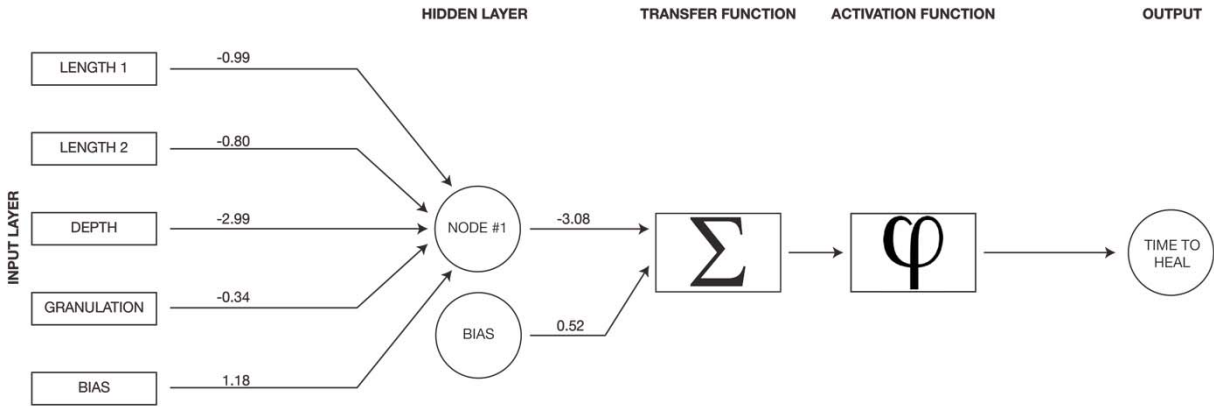 HIDDEN LAYER
TRANSFER FUNCTION
ACTIVATION FUNCTION
OUTPUT
INPUT LAYER
LENGTH 1
-0.99
LENGTH 2
-0.80
DEPTH
-2.99
GRANULATION
-0.34
BIAS
1.18
NODE #1
-3.08
BIAS
0.52
Σ
φ
TIME TO
HEAL